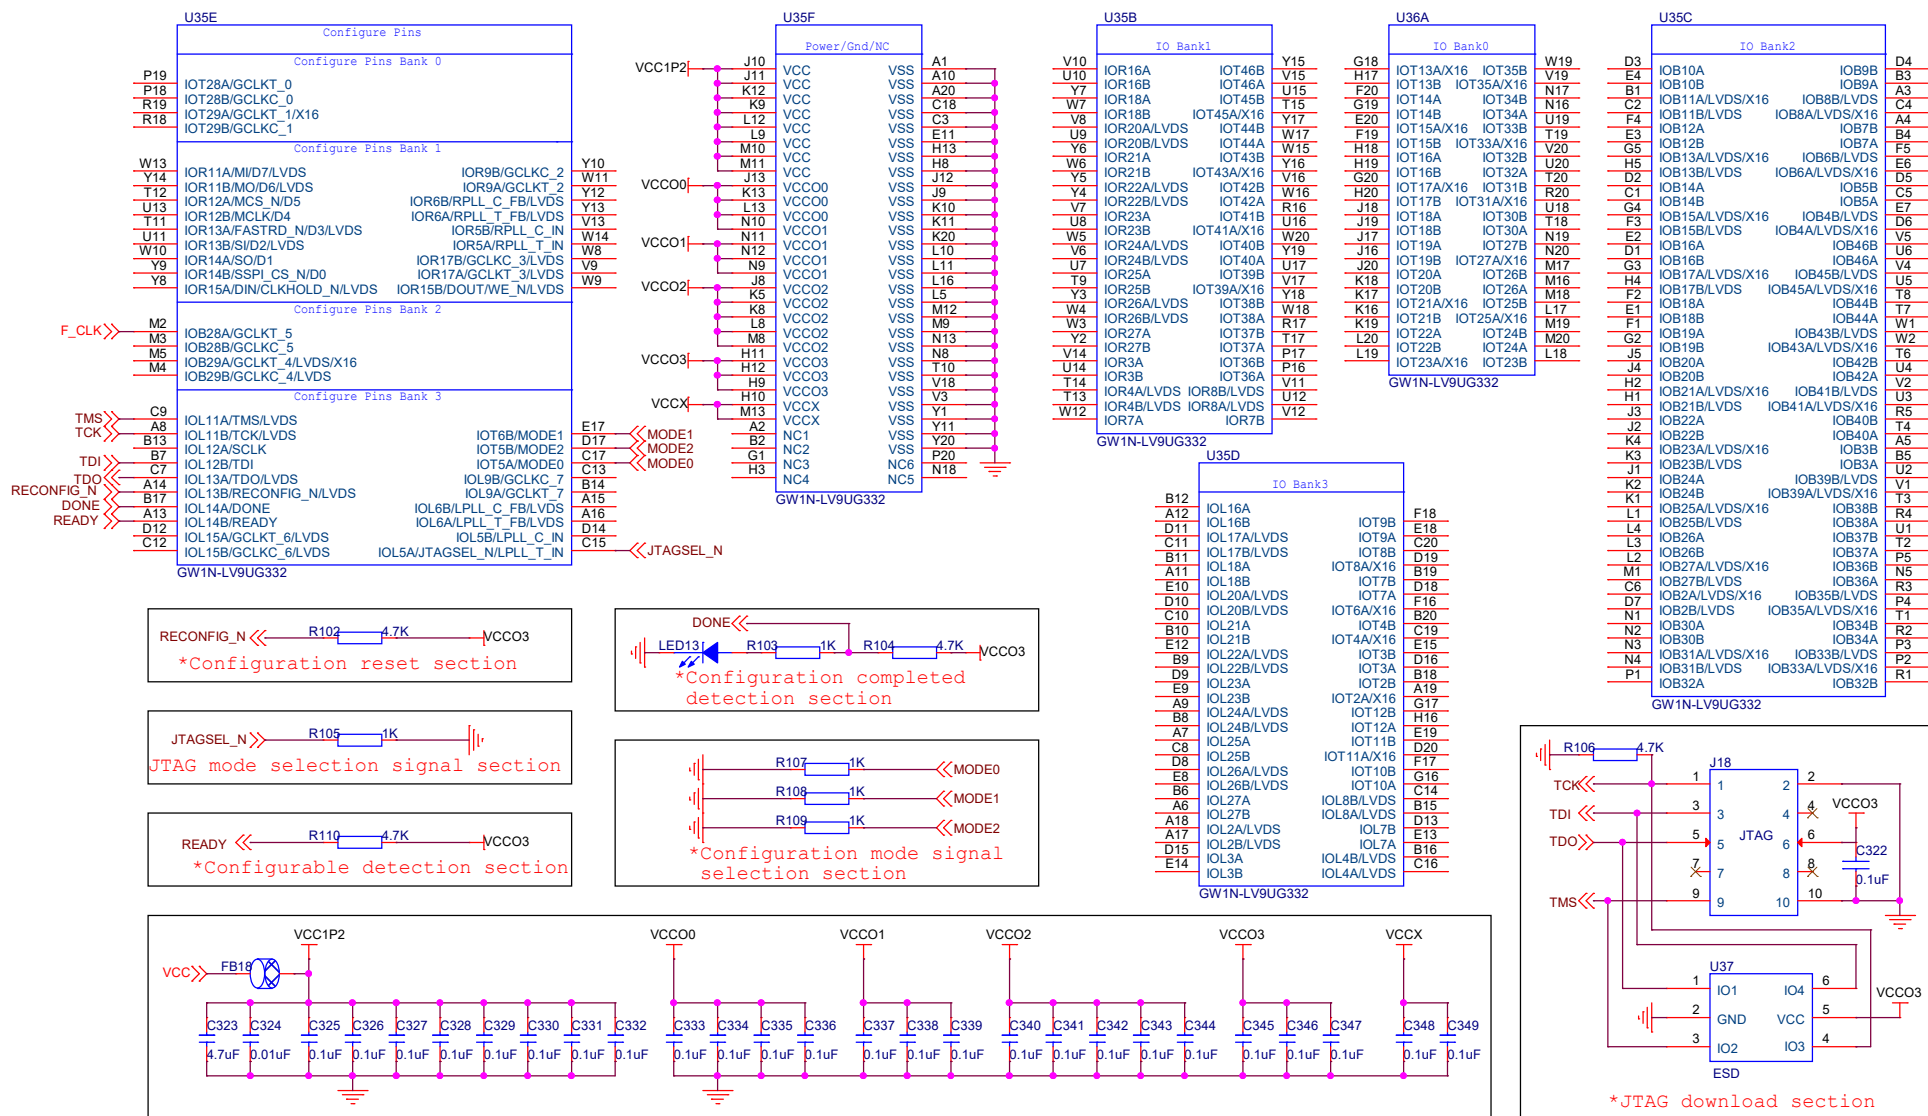 U35E
Configure Pins
Configure Pins Bank 0
P19 IOT28A/GCLKT_0
P18 IOT28B/GCLKC_0
R19 IOT29A/GCLKT_1/X16
R18 IOT29B/GCLKC_1
Configure Pins Bank 1
W13 IOR11A/MI/D7/LVDS IOR9B/GCLKC_2 Y10
Y14 IOR11B/MO/D6/LVDS IOR9A/GCLKT_2 W11
T12 IOR12A/MCS_N/D5 IOR6B/RPLL_C_FB/LVDS Y12
U13 IOR12B/MCLK/D4 IOR6A/RPLL_T_FB/LVDS Y13
T11 IOR13A/FASTRD_N/D3/LVDS IOR5B/RPLL_C_IN V13
U11 IOR13B/SI/D2/LVDS IOR5A/RPLL_T_IN W14
W10 IOR14A/SO/D1 IOR17B/GCLKC_3/LVDS W8
Y9 IOR14B/SSPI_CS_N/D0 IOR17A/GCLKT_3/LVDS V9
Y8 IOR15A/DIN/CLKHOLD_N/LVDS IOR15B/DOUT/WE_N/LVDS W9
Configure Pins Bank 2
F_CLK M2 IOB28A/GCLKT_5
M3 IOB28B/GCLKC_5
M5 IOB29A/GCLKT_4/LVDS/X16
M4 IOB29B/GCLKC_4/LVDS
Configure Pins Bank 3
TMS C9 IOL11A/TMS/LVDS
TCK A8 IOL11B/TCK/LVDS IOT6B/MODE1 E17 MODE1
B13 IOL12A/SCLK IOT5B/MODE2 D17 MODE2
TDI B7 IOL12B/TDI IOT5A/MODE0 C17 MODE0
TDO C7 IOL13A/TDO/LVDS IOL9B/GCLKC_7 C13
RECONFIG_N A14 IOL13B/RECONFIG_N/LVDS IOL9A/GCLKT_7 B14
DONE B17 IOL14A/DONE IOL6B/LPLL_C_FB/LVDS A15
READY A13 IOL14B/READY IOL6A/LPLL_T_FB/LVDS A16
D12 IOL15A/GCLKT_6/LVDS IOL5B/LPLL_C_IN D14
C12 IOL15B/GCLKC_6/LVDS IOL5A/JTAGSEL_N/LPLL_T_IN C15 JTAGSEL_N
GW1N-LV9UG332
U35F
Power/Gnd/NC
VCC1P2 J10 VCC VSS A1
J11 VCC VSS A10
K12 VCC VSS A20
K9 VCC VSS C18
L12 VCC VSS C3
L9 VCC VSS E11
M10 VCC VSS H13
M11 VCC VSS H8
VCCO0 J13 VCCO0 VSS J12
K13 VCCO0 VSS J9
L13 VCCO0 VSS K10
N10 VCCO1 VSS K11
VCCO1 N11 VCCO1 VSS K20
N12 VCCO1 VSS L10
N9 VCCO1 VSS L11
VCCO2 J8 VCCO2 VSS L16
K5 VCCO2 VSS L5
K8 VCCO2 VSS M12
L8 VCCO2 VSS M9
M8 VCCO2 VSS N13
VCCO3 H11 VCCO3 VSS N8
H12 VCCO3 VSS T10
H9 VCCO3 VSS V18
VCCX H10 VCCX VSS V3
M13 VCCX VSS Y1
A2 NC1 VSS Y11
B2 NC2 VSS Y20
G1 NC3 NC6 P20
H3 NC4 NC5 N18
GW1N-LV9UG332
U35B
IO Bank1
V10 IOR16A IOT46B Y15
U10 IOR16B IOT46A V15
Y7 IOR18A IOT45B U15
W7 IOR18B IOT45A/X16 T15
V8 IOR20A/LVDS IOT44B Y17
U9 IOR20B/LVDS IOT44A W17
Y6 IOR21A IOT43B W15
W6 IOR21B IOT43A/X16 Y16
Y5 IOR22A/LVDS IOT42B V16
Y4 IOR22B/LVDS IOT42A W16
V7 IOR23A IOT41B R16
U8 IOR23B IOT41A/X16 U16
W5 IOR24A/LVDS IOT40B W20
V6 IOR24B/LVDS IOT40A Y19
U7 IOR25A IOT39B U17
T9 IOR25B IOT39A/X16 V17
Y3 IOR26A/LVDS IOT38B Y18
W4 IOR26B/LVDS IOT38A W18
W3 IOR27A IOT37B R17
Y2 IOR27B IOT37A T17
V14 IOR3A IOT36B P17
U14 IOR3B IOT36A P16
T14 IOR4A/LVDS IOR8B/LVDS V11
T13 IOR4B/LVDS IOR8A/LVDS U12
W12 IOR7A IOR7B V12
GW1N-LV9UG332
U36A
IO Bank0
G18 IOT13A/X16 IOT35B W19
H17 IOT13B IOT35A/X16 V19
F20 IOT14A IOT34B N17
G19 IOT14B IOT34A N16
E20 IOT15A/X16 IOT33B U19
F19 IOT15B IOT33A/X16 T19
H18 IOT16A IOT32B V20
H19 IOT16B IOT32A U20
G20 IOT17A/X16 IOT31B T20
H20 IOT17B IOT31A/X16 R20
J18 IOT18A IOT30B U18
J19 IOT18B IOT30A T18
J17 IOT19A IOT27B N19
J16 IOT19B IOT27A/X16 N20
J20 IOT20A IOT26B M17
K18 IOT20B IOT26A M16
K17 IOT21A/X16 IOT25B M18
K16 IOT21B IOT25A/X16 L17
K19 IOT22A IOT24B M19
L20 IOT22B IOT24A M20
L19 IOT23A/X16 IOT23B L18
GW1N-LV9UG332
U35C
IO Bank2
D3 IOB10A IOB9B D4
E4 IOB10B IOB9A B3
B1 IOB11A/LVDS/X16 IOB8B/LVDS A3
C2 IOB11B/LVDS IOB8A/LVDS/X16 C4
F4 IOB12A IOB7B A4
E3 IOB12B IOB7A B4
G5 IOB13A/LVDS/X16 IOB6B/LVDS F5
H5 IOB13B/LVDS IOB6A/LVDS/X16 E6
D2 IOB14A IOB5B D5
C1 IOB14B IOB5A C5
G4 IOB15A/LVDS/X16 IOB4B/LVDS E7
F3 IOB15B/LVDS IOB4A/LVDS/X16 D6
E2 IOB16A IOB46B V5
D1 IOB16B IOB46A U6
G3 IOB17A/LVDS/X16 IOB45B/LVDS V4
H4 IOB17B/LVDS IOB45A/LVDS/X16 U5
F2 IOB18A IOB44B T8
E1 IOB18B IOB44A T7
F1 IOB19A IOB43B/LVDS W1
G2 IOB19B IOB43A/LVDS/X16 W2
J5 IOB20A IOB42B T6
J4 IOB20B IOB42A U4
H2 IOB21A/LVDS/X16 IOB41B/LVDS V2
H1 IOB21B/LVDS IOB41A/LVDS/X16 U3
J3 IOB22A IOB40B R5
J2 IOB22B IOB40A T4
K4 IOB23A/LVDS/X16 IOB3B A5
K3 IOB23B/LVDS IOB3A B5
J1 IOB24A IOB39B/LVDS U2
K2 IOB24B IOB39A/LVDS/X16 V1
K1 IOB25A/LVDS/X16 IOB38B T3
L1 IOB25B/LVDS IOB38A R4
L4 IOB26A IOB37B U1
L3 IOB26B IOB37A T2
L2 IOB27A/LVDS/X16 IOB36B P5
M1 IOB27B/LVDS IOB36A N5
C6 IOB2A/LVDS/X16 IOB35B/LVDS R3
D7 IOB2B/LVDS IOB35A/LVDS/X16 P4
N1 IOB30A IOB34B T1
N2 IOB30B IOB34A R2
N3 IOB31A/LVDS/X16 IOB33B/LVDS P3
N4 IOB31B/LVDS IOB33A/LVDS/X16 P2
P1 IOB32A IOB32B R1
GW1N-LV9UG332
U35D
IO Bank3
B12 IOL16A
A12 IOL16B IOT9B F18
D11 IOL17A/LVDS IOT9A E18
C11 IOL17B/LVDS IOT8B C20
B11 IOL18A IOT8A/X16 D19
A11 IOL18B IOT7B B19
E10 IOL20A/LVDS IOT7A D18
D10 IOL20B/LVDS IOT6A/X16 F16
C10 IOL21A IOT4B B20
B10 IOL21B IOT4A/X16 C19
E12 IOL22A/LVDS IOT3B E15
B9 IOL22B/LVDS IOT3A D16
D9 IOL23A IOT2B B18
E9 IOL23B IOT2A/X16 A19
A9 IOL24A/LVDS IOT12B G17
B8 IOL24B/LVDS IOT12A H16
A7 IOL25A IOT11B E19
C8 IOL25B IOT11A/X16 D20
D8 IOL26A/LVDS IOT10B F17
E8 IOL26B/LVDS IOT10A G16
B6 IOL27A IOL8B/LVDS C14
A6 IOL27B IOL8A/LVDS B15
A18 IOL2A/LVDS IOL7B D13
A17 IOL2B/LVDS IOL7A E13
D15 IOL3A IOL4B/LVDS B16
E14 IOL3B IOL4A/LVDS C16
GW1N-LV9UG332
RECONFIG_N R102 4.7K VCCO3
*Configuration reset section
DONE
LED13 R103 1K R104 4.7K VCCO3
*Configuration completed
detection section
JTAGSEL_N R105 1K
JTAG mode selection signal section
R107 1K MODE0
R108 1K MODE1
R109 1K MODE2
*Configuration mode signal
selection section
READY R110 4.7K VCCO3
*Configurable detection section
R106 4.7K
J18
TCK 1 1 2 2
TDI 3 3 4 4 VCCO3
TDO 5 5 JTAG 6 6
C322
0.1uF
7 7 8 8
TMS 9 9 10 10
U37
1 IO1 IO4 6
2 GND VCC 5 VCCO3
3 IO2 IO3 4
ESD
*JTAG download section
VCC1P2 VCCO0 VCCO1 VCCO2 VCCO3 VCCX
VCC FB18
C323 C324 C325 C326 C327 C328 C329 C330 C331 C332 C333 C334 C335 C336 C337 C338 C339 C340 C341 C342 C343 C344 C345 C346 C347 C348 C349
4.7uF 0.01uF 0.1uF 0.1uF 0.1uF 0.1uF 0.1uF 0.1uF 0.1uF 0.1uF 0.1uF 0.1uF 0.1uF 0.1uF 0.1uF 0.1uF 0.1uF 0.1uF 0.1uF 0.1uF 0.1uF 0.1uF 0.1uF 0.1uF 0.1uF 0.1uF 0.1uF